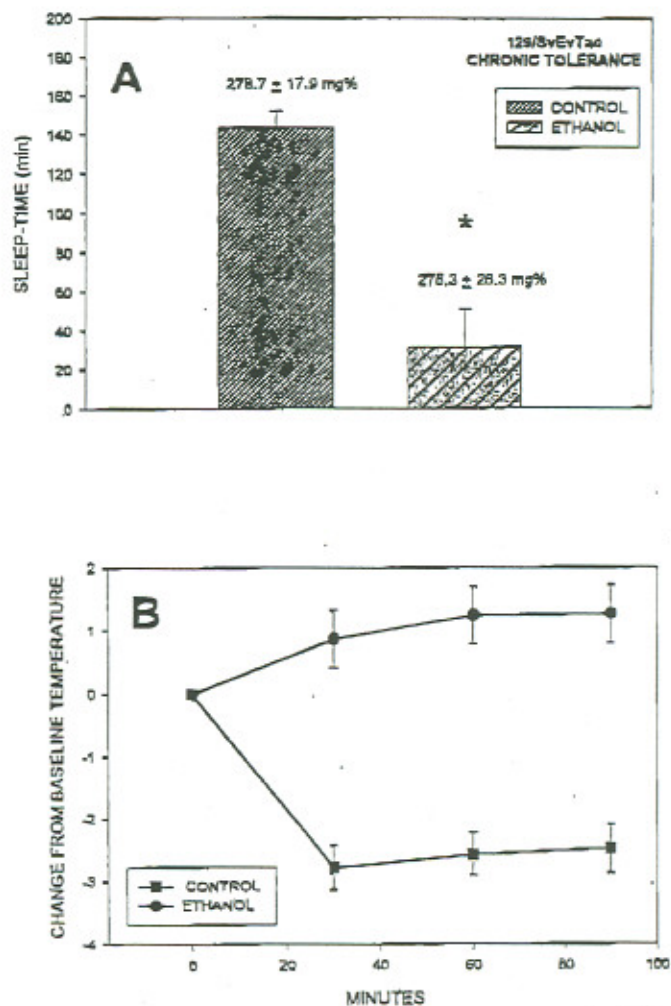 A
129/SvEvTac
CHRONIC TOLERANCE
278.7 ± 17.9 mg%
CONTROL
ETHANOL
*
278.3 ± 26.3 mg%
SLEEP-TIME (min)
200
180
160
140
120
100
80
60
40
20
0
B
CHANGE FROM BASELINE TEMPERATURE
2
1
0
-1
-2
-3
-4
CONTROL
ETHANOL
0 20 40 60 80 100
MINUTES